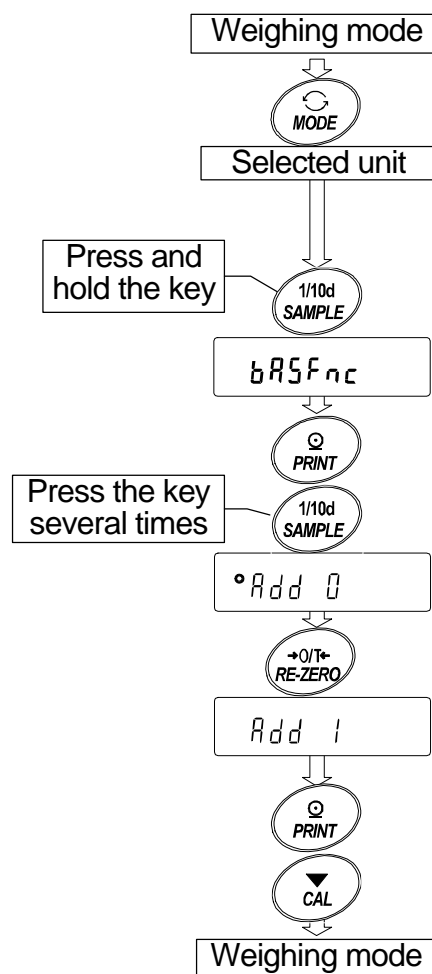 Weighing mode
MODE
Selected unit
Press and
hold the key
1/10d
SAMPLE
bASFnc
PRINT
Press the key
several times
1/10d
SAMPLE
Add 0
→0/T←
RE-ZERO
Add 1
PRINT
CAL
Weighing mode